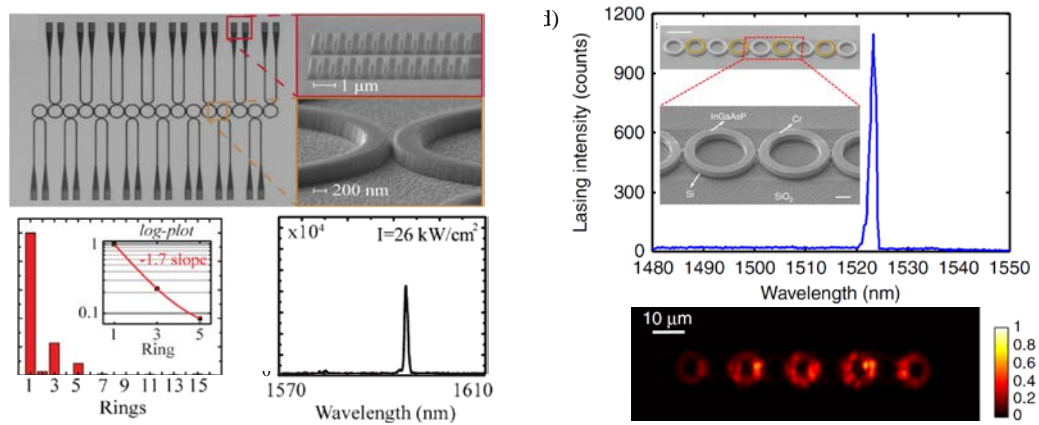 1 μm
200 nm
log-plot
-1.7 slope
1
0.1
1 3 5
Ring
1 3 5 7 9 11 13 15
Rings
x10⁴
I=26 kW/cm²
1570 1610
Wavelength (nm)
d)
1200
900
600
300
0
Lasing intensity (counts)
InGaAsP
Cr
Si
SiO₂
1480 1490 1500 1510 1520 1530 1540 1550
Wavelength (nm)
10 μm
1
0.8
0.6
0.4
0.2
0